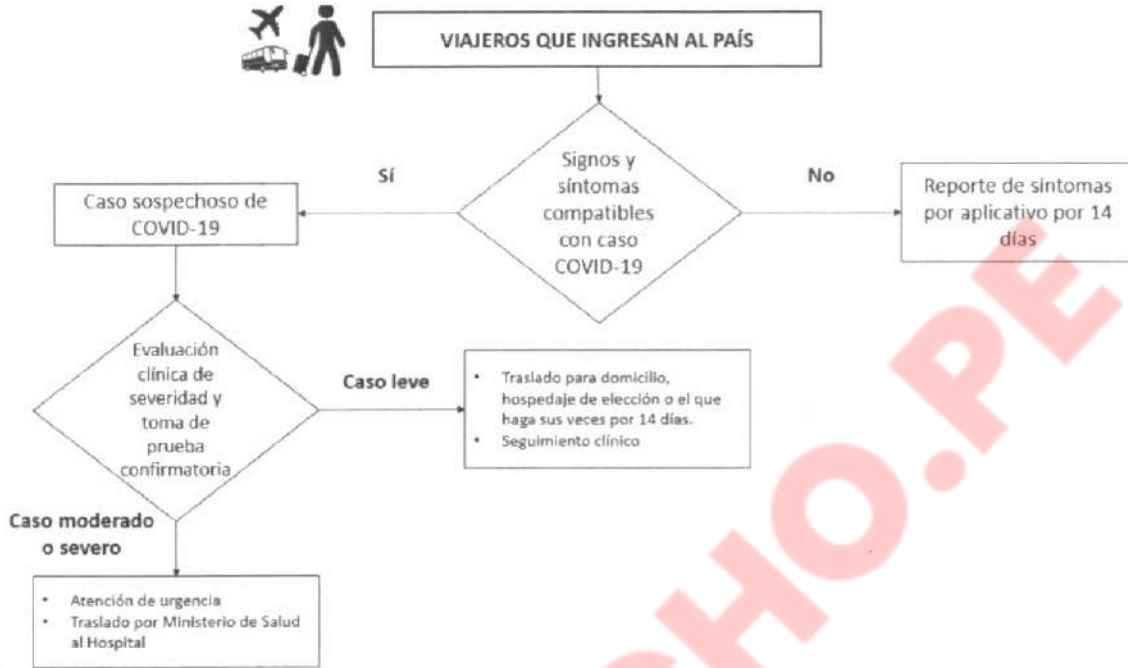 VIAJEROS QUE INGRESAN AL PAÍS
Signos y
síntomas
compatibles
con caso
COVID-19
Sí
No
Caso sospechoso de
COVID-19
Reporte de síntomas
por aplicativo por 14
días
Evaluación
clínica de
severidad y
toma de
prueba
confirmatoria
Caso leve
• Traslado para domicilio,
hospedaje de elección o el que
haga sus veces por 14 días.
• Seguimiento clínico
Caso moderado
o severo
• Atención de urgencia
• Traslado por Ministerio de Salud
al Hospital
SHO.PE